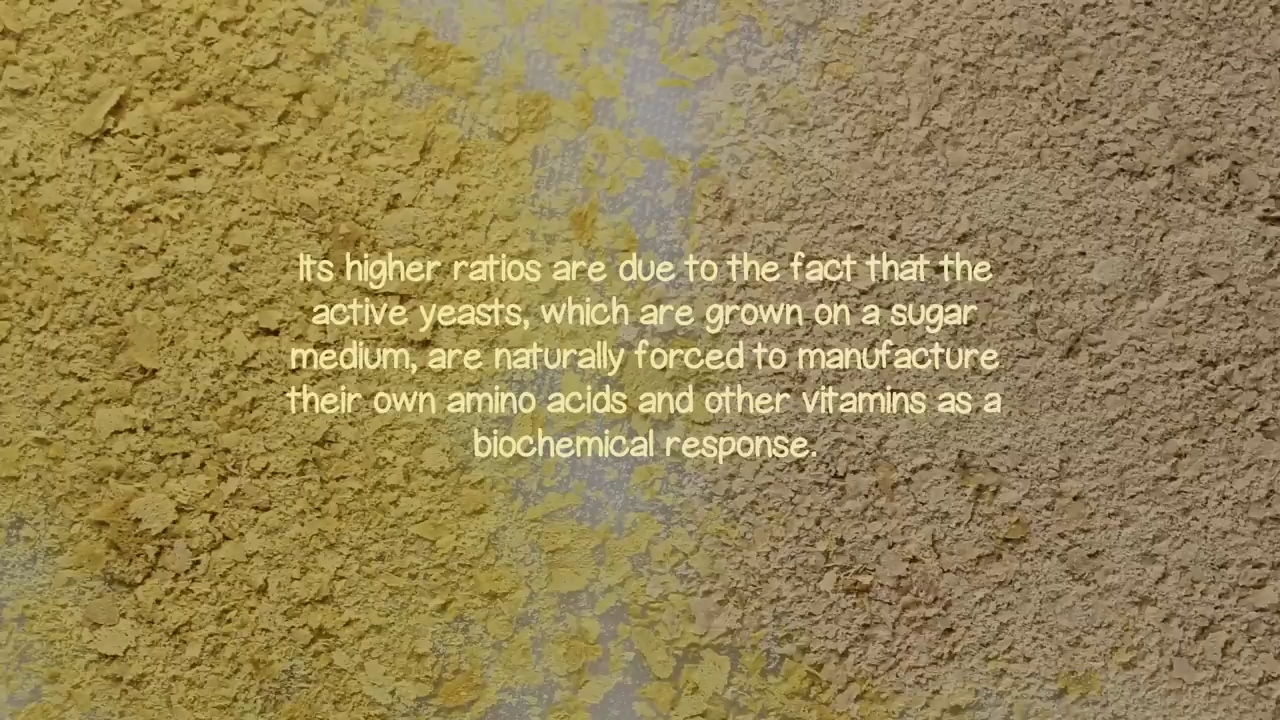 Its higher ratios are due to the fact that the
active yeasts, which are grown on a sugar
medium, are naturally forced to manufacture
their own amino acids and other vitamins as a
biochemical response.